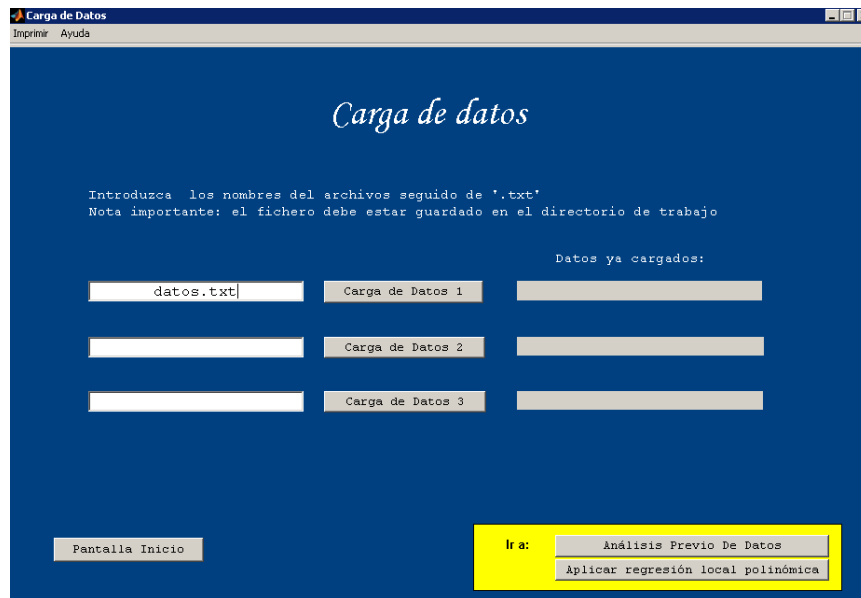 Carga de Datos
Imprimir Ayuda
Carga de datos
Introduzca los nombres del archivos seguido de '.txt'
Nota importante: el fichero debe estar guardado en el directorio de trabajo
Datos ya cargados:
datos.txt Carga de Datos 1
Carga de Datos 2
Carga de Datos 3
Pantalla Inicio
Ir a: Análisis Previo De Datos
Aplicar regresión local polinómica